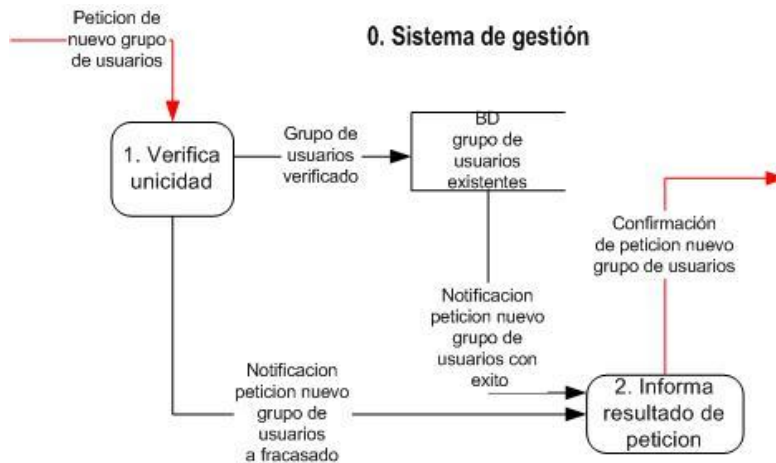 Peticion de
nuevo grupo
de usuarios
0. Sistema de gestión
1. Verifica
unicidad
Grupo de
usuarios
verificado
BD
grupo de
usuarios
existentes
Confirmación
de peticion nuevo
grupo de usuarios
Notificacion
peticion nuevo
grupo de
usuarios con
exito
Notificacion
peticion nuevo
grupo de
usuarios
a fracasado
2. Informa
resultado de
peticion